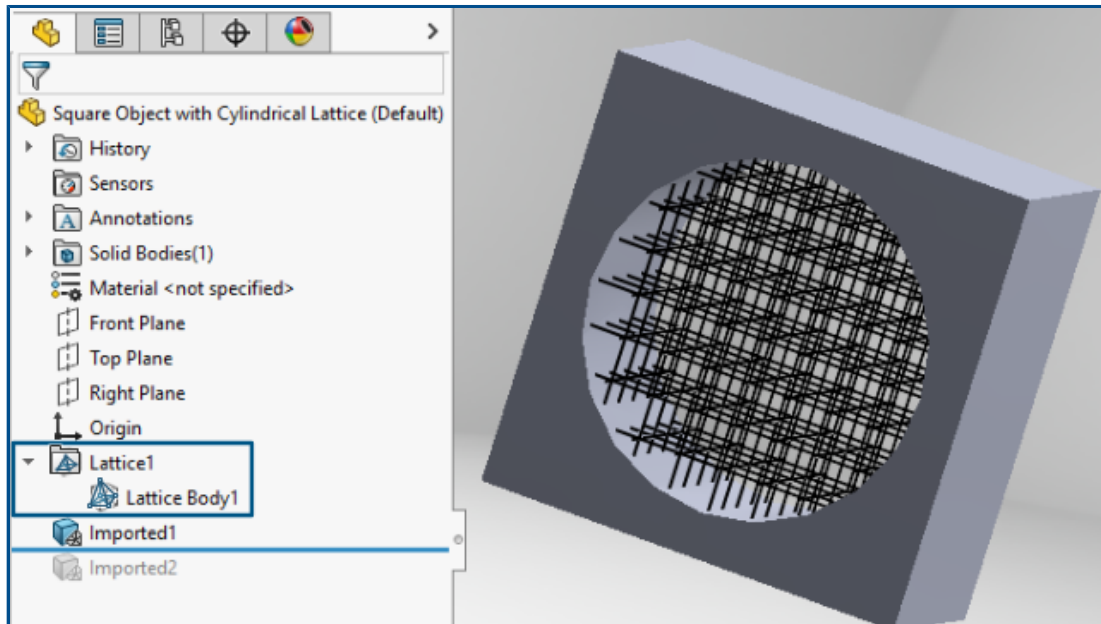 Square Object with Cylindrical Lattice (Default)
History
Sensors
A Annotations
Solid Bodies(1)
Material <not specified>
Front Plane
Top Plane
Right Plane
Origin
Lattice1
Lattice Body1
Imported1
Imported2